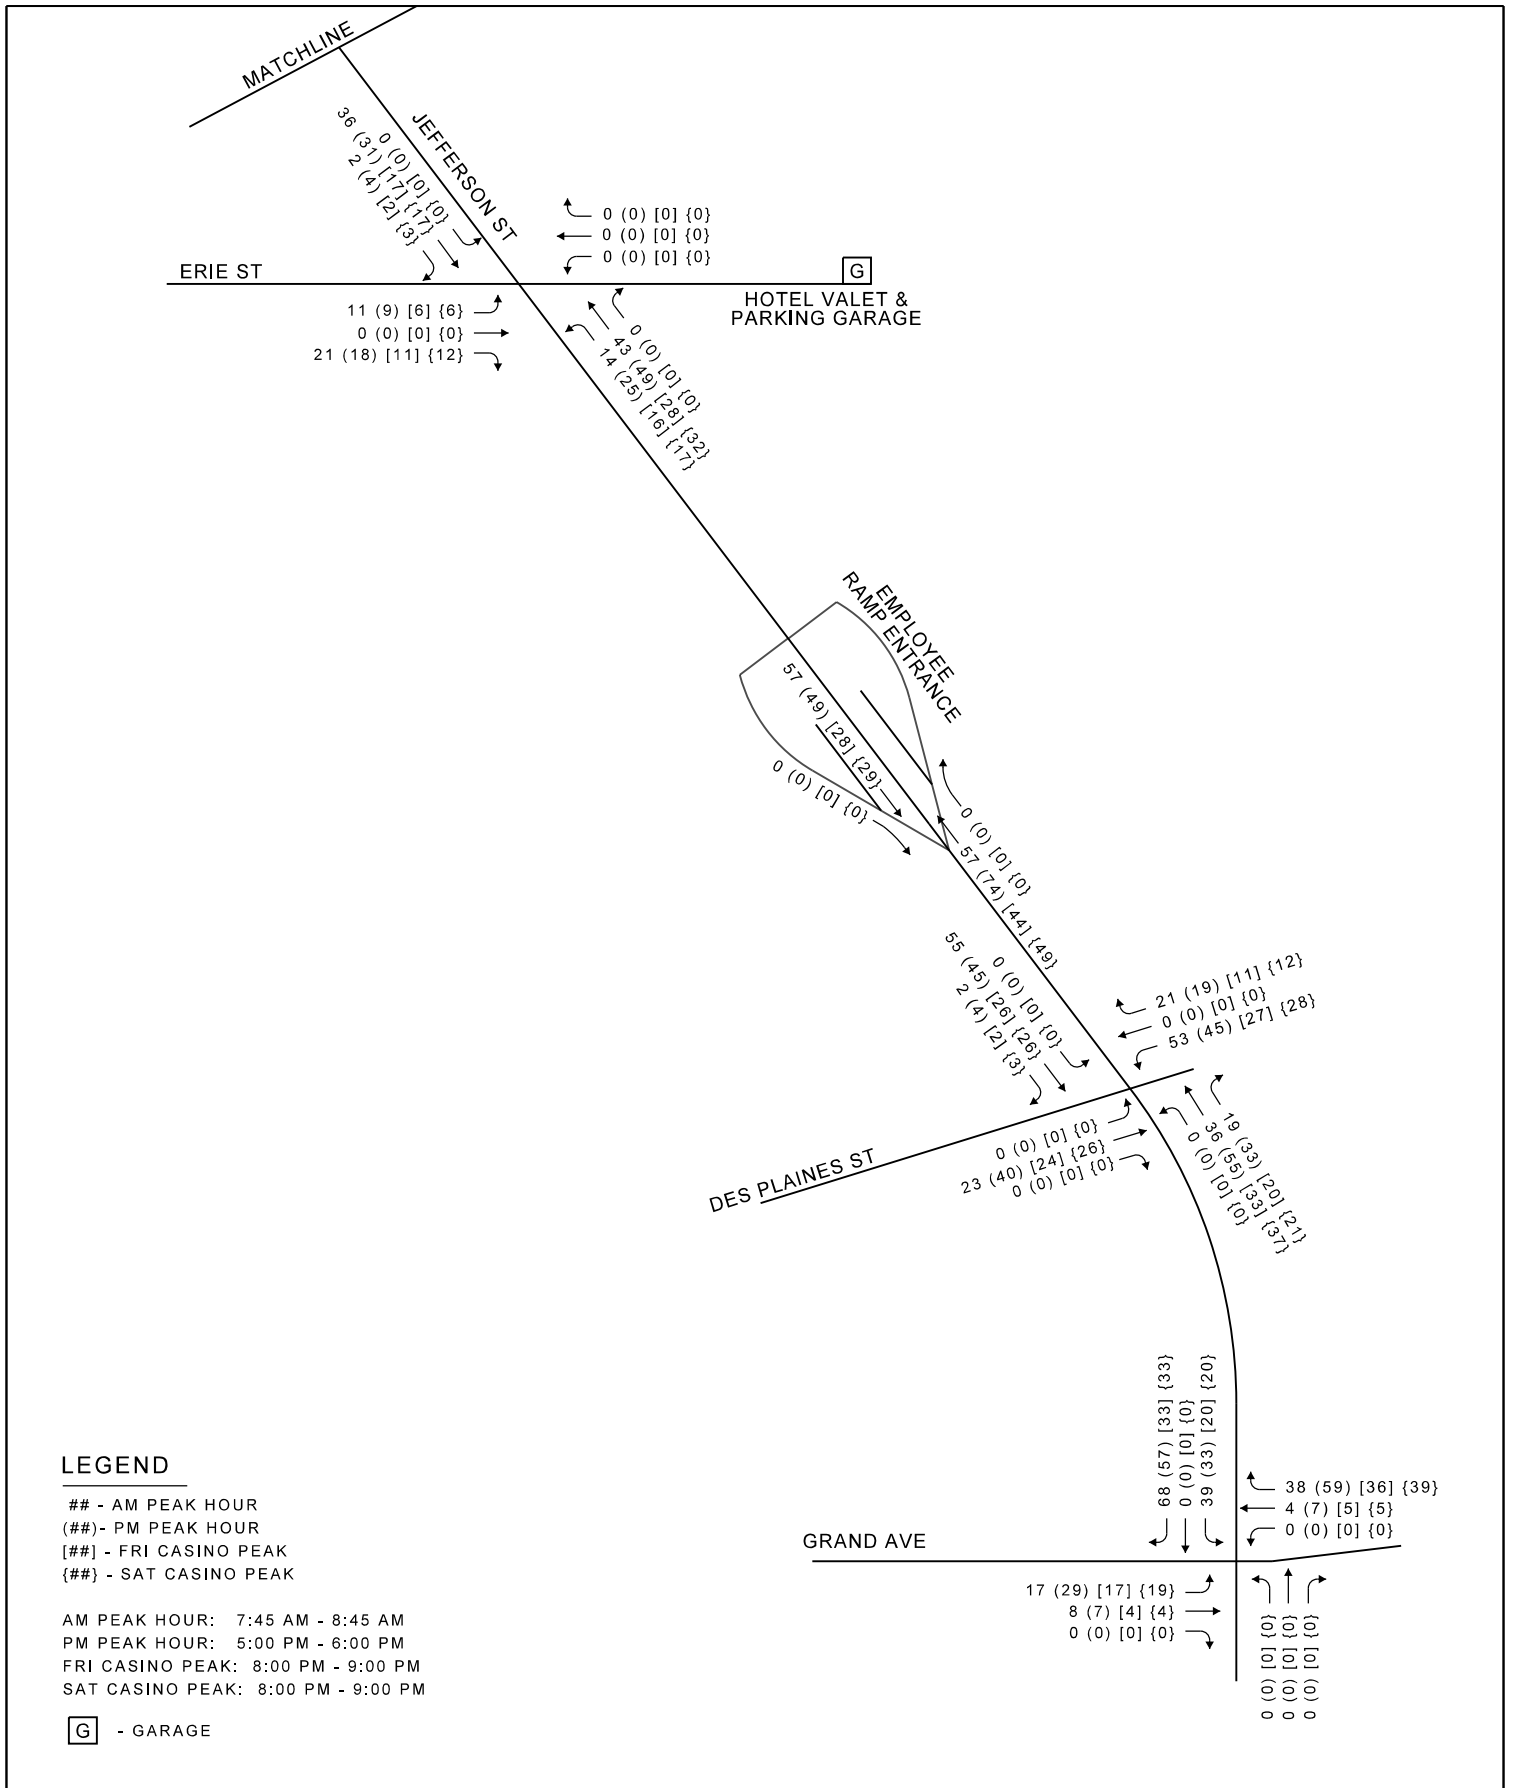 MATCHLINE
JEFFERSON ST
0 (0) [0] {0}
36 (31) [17] {17}
2 (4) [2] {3}
0 (0) [0] {0}
0 (0) [0] {0}
0 (0) [0] {0}
ERIE ST
G
HOTEL VALET &
PARKING GARAGE
11 (9) [6] {6}
0 (0) [0] {0}
21 (18) [11] {12}
0 (0) [0] {0}
43 (49) [28] {32}
14 (25) [16] {17}
EMPLOYEE
RAMP ENTRANCE
57 (49) [28] {29}
0 (0) [0] {0}
0 (0) [0] {0}
57 (74) [44] {49}
0 (0) [0] {0}
55 (45) [26] {26}
2 (4) [2] {3}
21 (19) [11] {12}
0 (0) [0] {0}
53 (45) [27] {28}
DES PLAINES ST
0 (0) [0] {0}
23 (40) [24] {26}
0 (0) [0] {0}
19 (33) [20] {21}
36 (55) [33] {37}
0 (0) [0] {0}
68 (57) [33] {33}
0 (0) [0] {0}
39 (33) [20] {20}
38 (59) [36] {39}
4 (7) [5] {5}
0 (0) [0] {0}
GRAND AVE
17 (29) [17] {19}
8 (7) [4] {4}
0 (0) [0] {0}
0 (0) [0] {0}
0 (0) [0] {0}
0 (0) [0] {0}
LEGEND
## - AM PEAK HOUR
(##)- PM PEAK HOUR
[##] - FRI CASINO PEAK
{##} - SAT CASINO PEAK
AM PEAK HOUR: 7:45 AM - 8:45 AM
PM PEAK HOUR: 5:00 PM - 6:00 PM
FRI CASINO PEAK: 8:00 PM - 9:00 PM
SAT CASINO PEAK: 8:00 PM - 9:00 PM
G - GARAGE